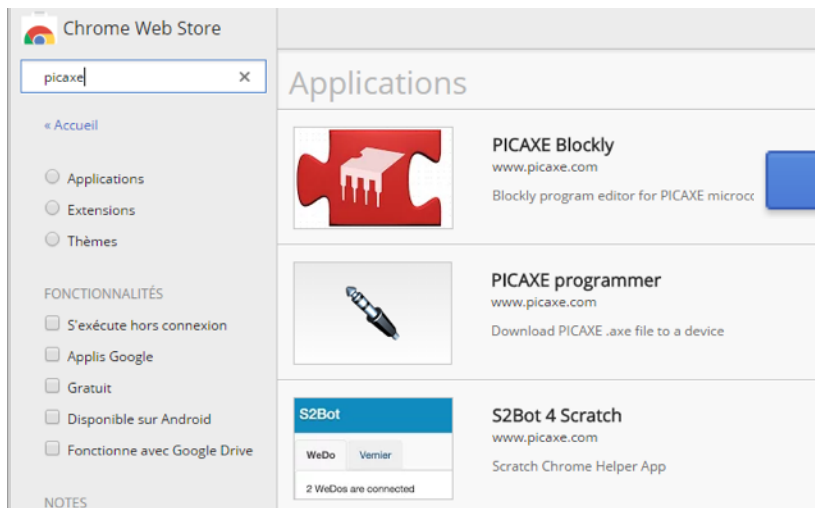 Chrome Web Store
picaxe
« Accueil
Applications
Extensions
Thèmes
FONCTIONNALITÉS
S'exécute hors connexion
Applis Google
Gratuit
Disponible sur Android
Fonctionne avec Google Drive
NOTES
Applications
PICAXE Blockly
www.picaxe.com
Blockly program editor for PICAXE
PICAXE programmer
www.picaxe.com
Download PICAXE .axe file to a device
S2Bot
WeDo Vernier
2 WeDos are connected
S2Bot 4 Scratch
www.picaxe.com
Scratch Chrome Helper App